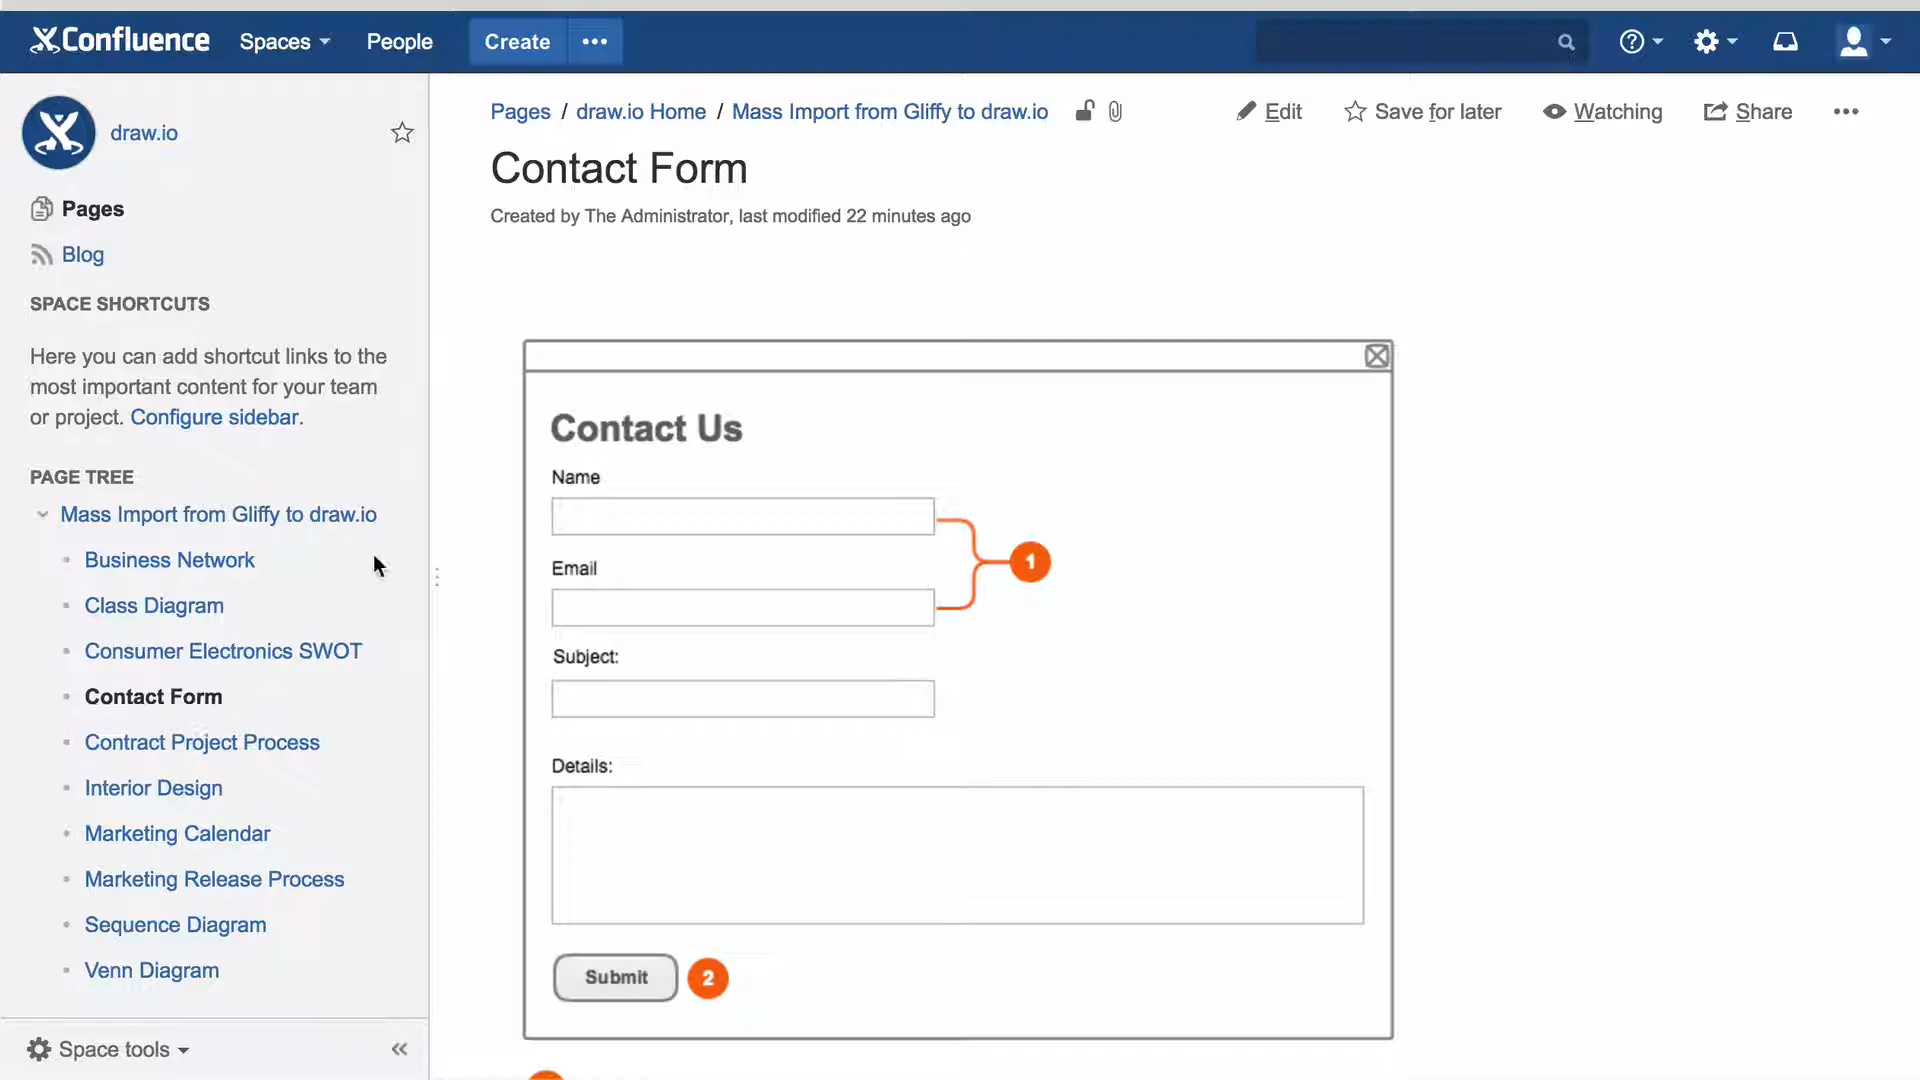 Confluence
Spaces
People
Create
draw.io
Pages
Blog
SPACE SHORTCUTS
Here you can add shortcut links to the
most important content for your team
or project. Configure sidebar.
PAGE TREE
Mass Import from Gliffy to draw.io
Business Network
Class Diagram
Consumer Electronics SWOT
Contact Form
Contract Project Process
Interior Design
Marketing Calendar
Marketing Release Process
Sequence Diagram
Venn Diagram
Space tools
Pages / draw.io Home / Mass Import from Gliffy to draw.io
Edit
Save for later
Watching
Share
Contact Form
Created by The Administrator, last modified 22 minutes ago
Contact Us
Name
1
Email
Subject:
Details:
Submit
2